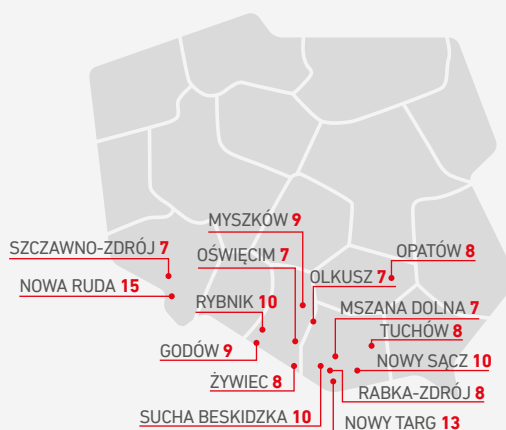 MYSZKÓW 9
SZCZAWNO-ZDRÓJ 7
OŚWIĘCIM 7
OPATÓW 8
OLKUSZ 7
NOWA RUDA 15
RYBNIK 10
MSZANA DOLNA 7
TUCHÓW 8
GODÓW 9
NOWY SĄCZ 10
ŻYWIEC 8
RABKA-ZDRÓJ 8
SUCHA BESKIDZKA 10
NOWY TARG 13